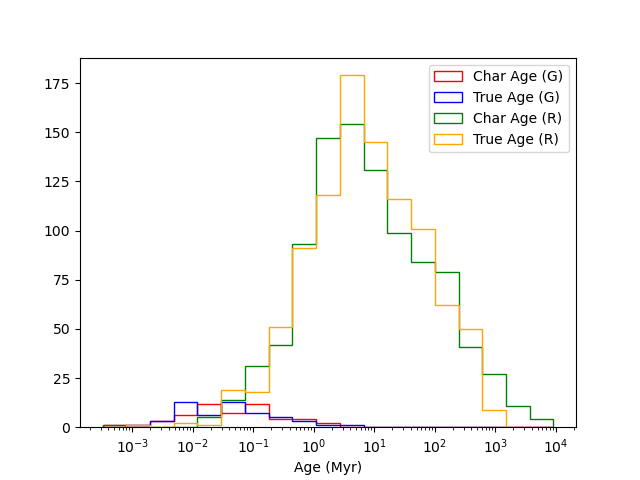 175
150
125
100
75
50
25
0
Char Age (G)
True Age (G)
Char Age (R)
True Age (R)
10⁻³ 10⁻² 10⁻¹ 10⁰ 10¹ 10² 10³ 10⁴
Age (Myr)